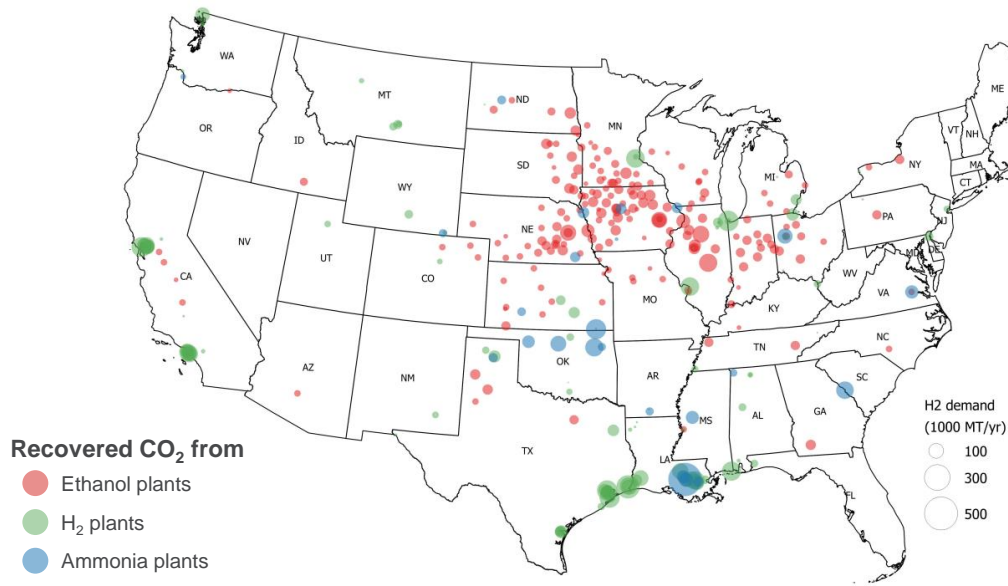 WA
OR
ID
MT
ND
SD
MN
WY
NE
NV
UT
CO
CA
AZ
NM
TX
OK
MO
AR
LA
MS
AL
GA
FL
SC
NC
TN
KY
VA
WV
MD
DE
NJ
PA
NY
CT
MA
VT
NH
ME
MI
H2 demand
(1000 MT/yr)
100
300
500
Recovered CO₂ from
Ethanol plants
H₂ plants
Ammonia plants